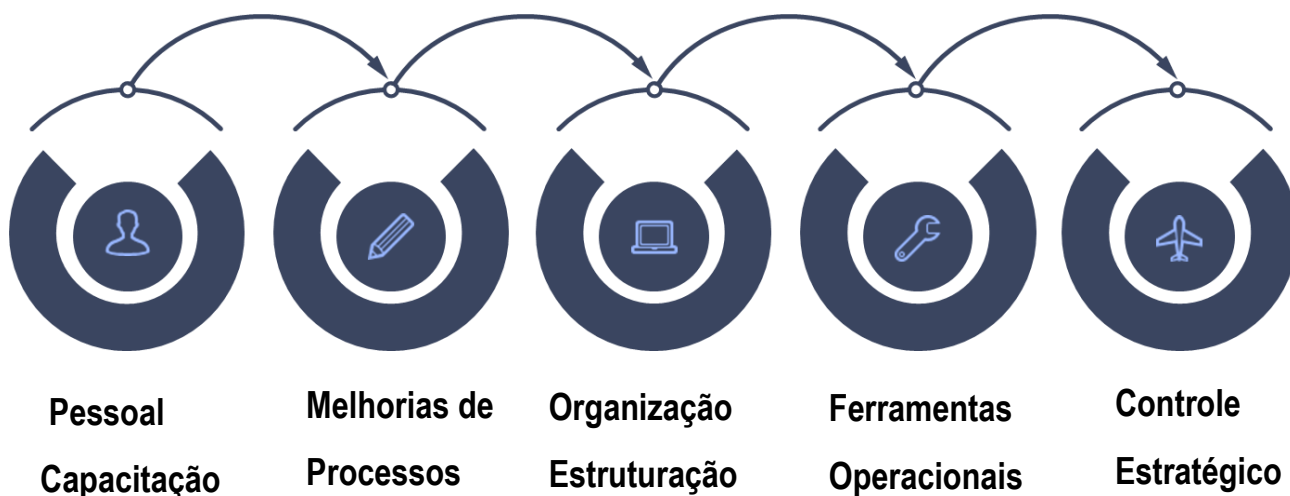 Pessoal
Capacitação
Melhorias de
Processos
Organização
Estruturação
Ferramentas
Operacionais
Controle
Estratégico